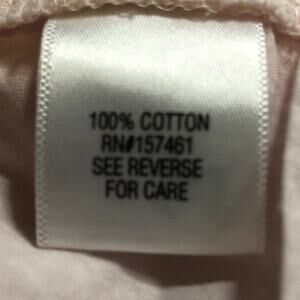 100% COTTON
RN#157461
SEE REVERSE
FOR CARE